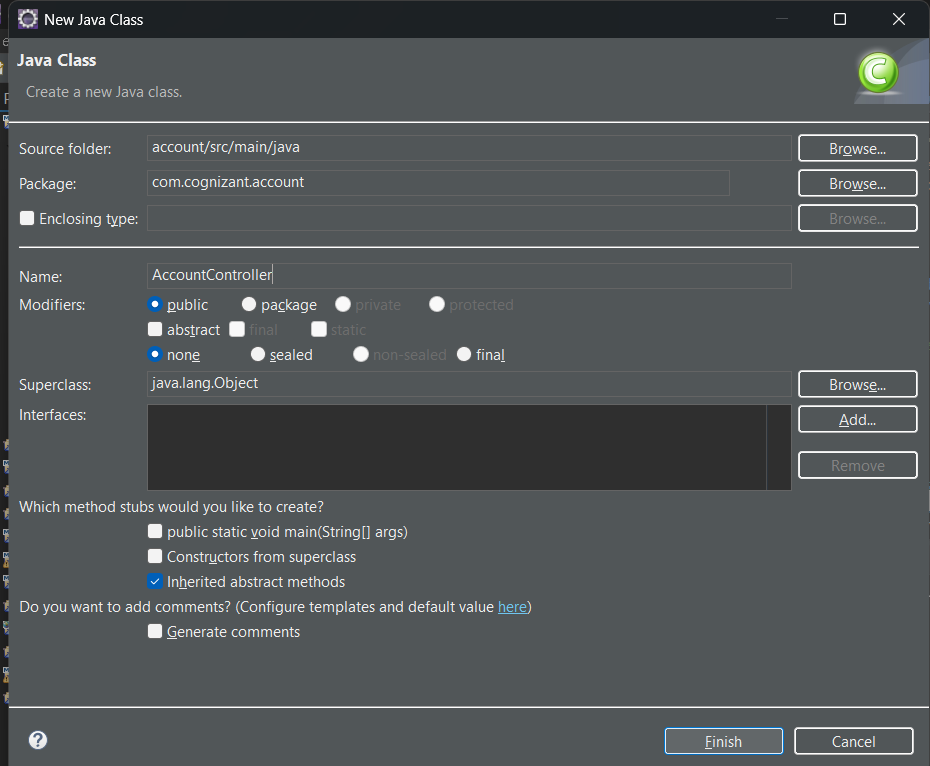 New Java Class
Java Class
Create a new Java class.
Source folder: account/src/main/java Browse...
Package: com.cognizant.account Browse...
Enclosing type: Browse...
Name: AccountController
Modifiers: public package private protected
abstract final static
none sealed non-sealed final
Superclass: java.lang.Object Browse...
Interfaces: Add...
Remove
Which method stubs would you like to create?
public static void main(String[] args)
Constructors from superclass
Inherited abstract methods
Do you want to add comments? (Configure templates and default value here)
Generate comments
Finish Cancel